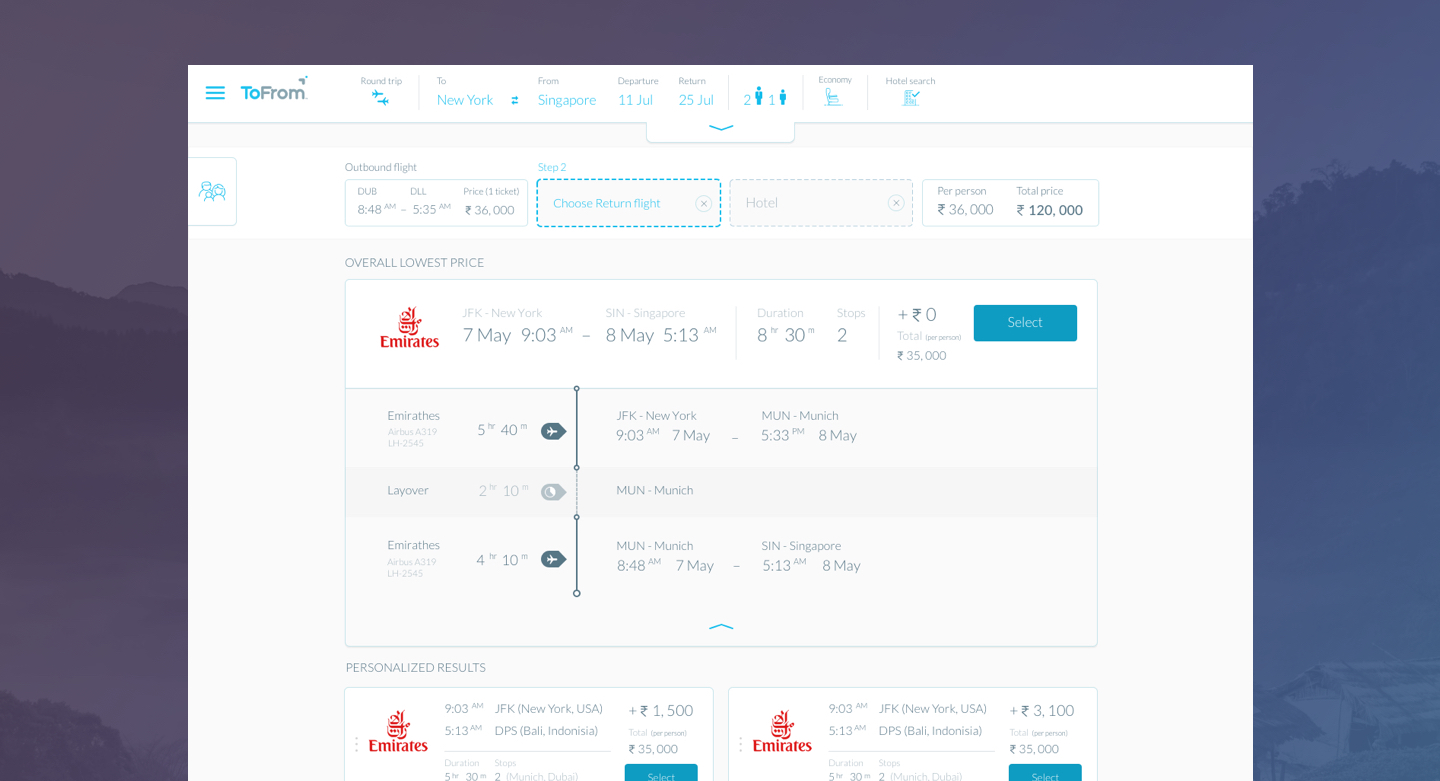 ToFrom
Round trip
To
New York
From
Singapore
Departure
11 Jul
Return
25 Jul
2 1
Economy
Hotel search
Outbound flight
Step 2
DUB DLL Price (1 ticket)
8:48 AM – 5:35 AM ₹ 36, 000
Choose Return flight
Hotel
Per person Total price
₹ 36, 000 ₹ 120, 000
OVERALL LOWEST PRICE
Emirates
JFK - New York SIN - Singapore
7 May 9:03 AM – 8 May 5:13 AM
Duration Stops
8 hr 30 m 2
+ ₹ 0
Total (per person)
₹ 35, 000
Select
Emirathes
Airbus A319
LH-2545
5 hr 40 m
JFK - New York MUN - Munich
9:03 AM 7 May – 5:33 PM 8 May
Layover 2 hr 10 m MUN - Munich
Emirathes
Airbus A319
LH-2545
4 hr 10 m
MUN - Munich SIN - Singapore
8:48 AM 7 May – 5:13 AM 8 May
PERSONALIZED RESULTS
Emirates
9:03 AM JFK (New York, USA)
5:13 AM DPS (Bali, Indonisia)
Duration Stops
5 hr 30 m 2 (Munich, Dubai)
+ ₹ 1, 500
Total (per person)
₹ 35, 000
Select
Emirates
9:03 AM JFK (New York, USA)
5:13 AM DPS (Bali, Indonisia)
Duration Stops
5 hr 30 m 2 (Munich, Dubai)
+ ₹ 3, 100
Total (per person)
₹ 35, 000
Select